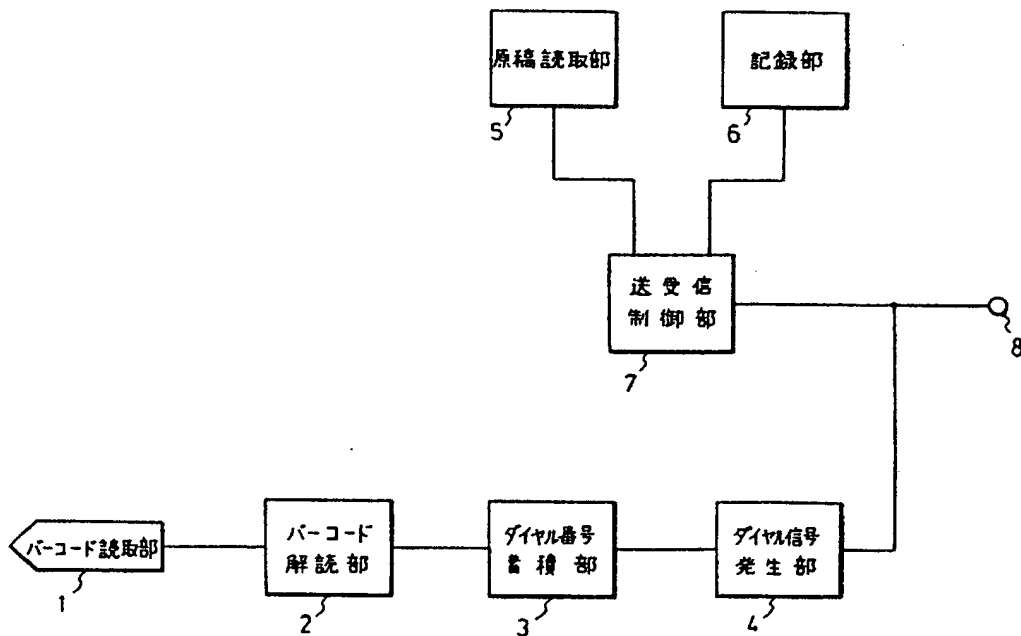 原稿読取部
5
記録部
6
送受信
制御部
7
8
バーコード読取部
1
バーコード
解読部
2
ダイヤル番号
蓄積部
3
ダイヤル信号
発生部
4